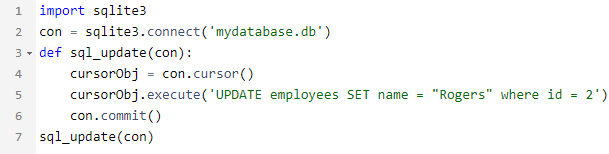 1 import sqlite3
2 con = sqlite3.connect('mydatabase.db')
3 def sql_update(con):
4     cursorObj = con.cursor()
5     cursorObj.execute('UPDATE employees SET name = "Rogers" where id = 2')
6     con.commit()
7 sql_update(con)